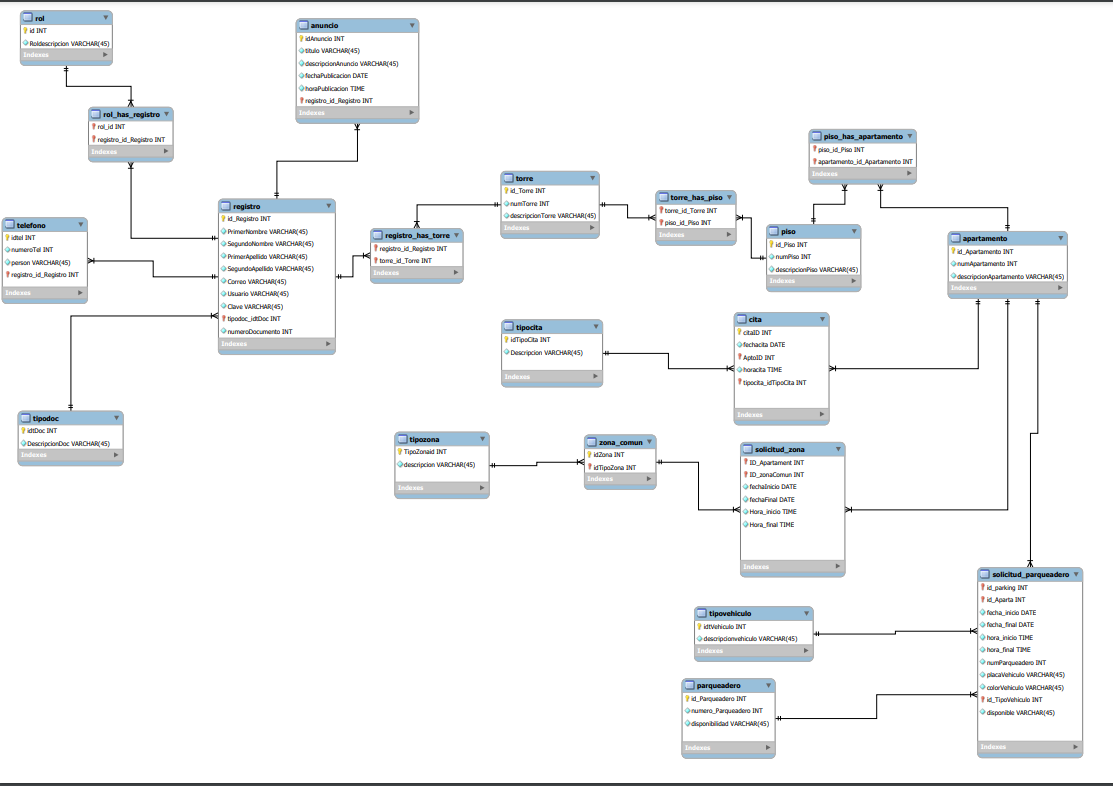 rol
id INT
Roldescripcion VARCHAR(45)
Indexes
anuncio
idAnuncio INT
titulo VARCHAR(45)
descripcionAnuncio VARCHAR(45)
fechaPublicacion DATE
horaPublicacion TIME
registro_id_Registro INT
Indexes
rol_has_registro
rol_id INT
registro_id_Registro INT
Indexes
piso_has_apartamento
piso_id_Piso INT
apartamento_id_Apartamento INT
Indexes
torre
id_Torre INT
numTorre INT
descripcionTorre VARCHAR(45)
Indexes
torre_has_piso
torre_id_Torre INT
piso_id_Piso INT
Indexes
registro
id_Registro INT
PrimerNombre VARCHAR(45)
SegundoNombre VARCHAR(45)
PrimerApellido VARCHAR(45)
SegundoApellido VARCHAR(45)
Correo VARCHAR(45)
Usuario VARCHAR(45)
Clave VARCHAR(45)
tipodoc_idtDoc INT
numeroDocumento INT
Indexes
telefono
idtel INT
numeroTel INT
person VARCHAR(45)
registro_id_Registro INT
Indexes
registro_has_torre
registro_id_Registro INT
torre_id_Torre INT
Indexes
piso
id_Piso INT
numPiso INT
descripcionPiso VARCHAR(45)
Indexes
apartamento
id_Apartamento INT
numApartamento INT
descripcionApartamento VARCHAR(45)
Indexes
tipocita
idTipoCita INT
Descripcion VARCHAR(45)
Indexes
cita
citaID INT
fechacita DATE
AptoID INT
horacita TIME
tipocita_idTipoCita INT
Indexes
tipodoc
idtDoc INT
DescripcionDoc VARCHAR(45)
Indexes
tipozona
TipoZonaid INT
descripcion VARCHAR(45)
Indexes
zona_comun
idZona INT
idTipoZona INT
Indexes
solicitud_zona
ID_Apartament INT
ID_zonaComun INT
fechaInicio DATE
fechaFinal DATE
Hora_inicio TIME
Hora_final TIME
Indexes
solicitud_parqueadero
id_parking INT
id_Aparta INT
fecha_inicio DATE
fecha_final DATE
hora_inicio TIME
hora_final TIME
numParqueadero INT
placaVehiculo VARCHAR(45)
colorVehiculo VARCHAR(45)
id_TipoVehiculo INT
disponible VARCHAR(45)
Indexes
tipovehiculo
idtVehiculo INT
descripcionvehiculo VARCHAR(45)
Indexes
parqueadero
id_Parqueadero INT
numero_Parqueadero INT
disponibilidad VARCHAR(45)
Indexes